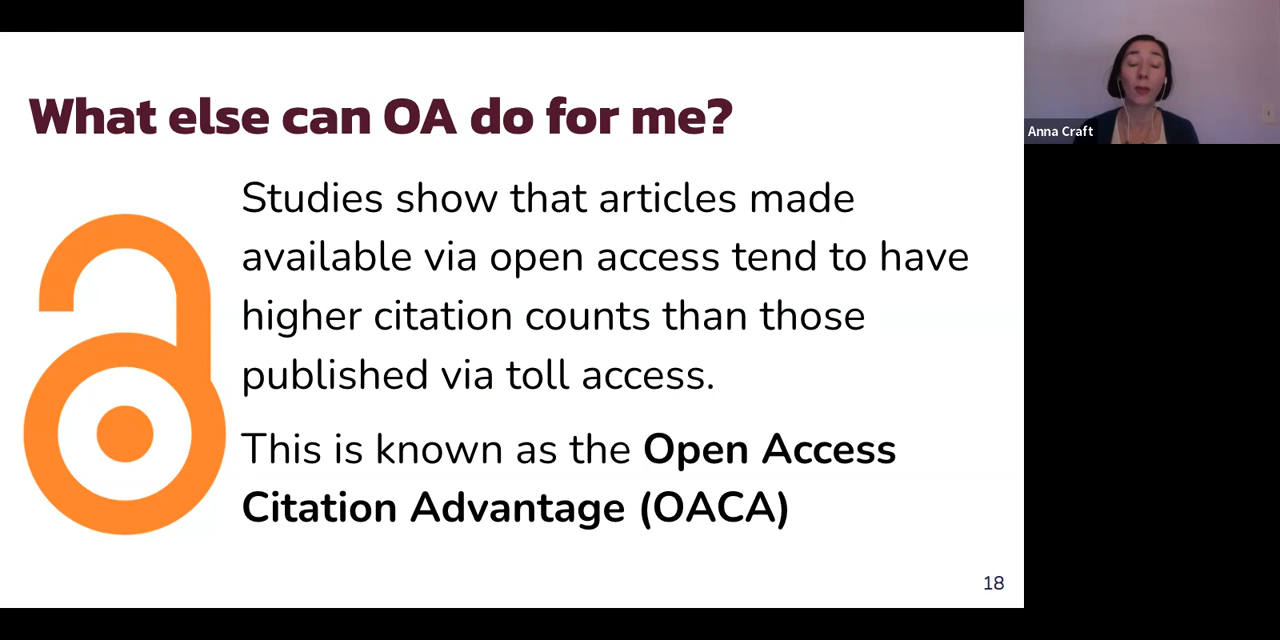 What else can OA do for me?
Studies show that articles made
available via open access tend to have
higher citation counts than those
published via toll access.
This is known as the Open Access
Citation Advantage (OACA)
18
Anna Craft